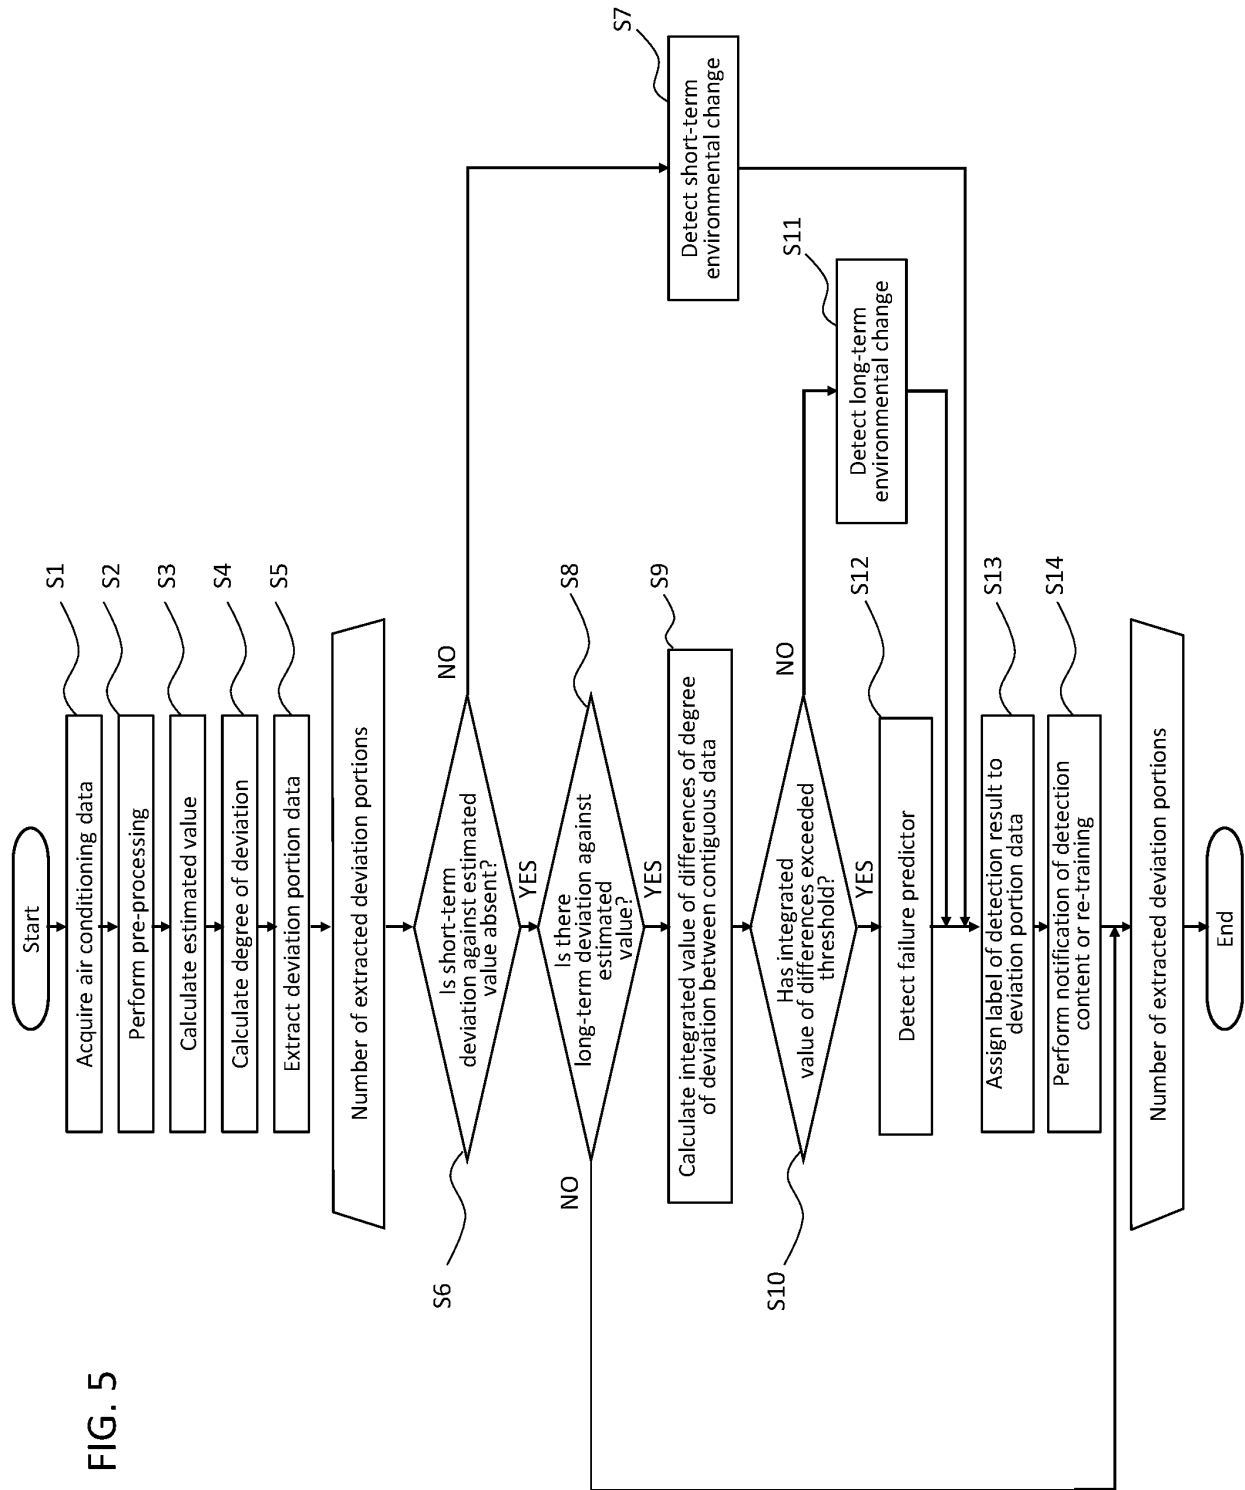 FIG. 5
Start
S1
Acquire air conditioning data
S2
Perform pre-processing
S3
Calculate estimated value
S4
Calculate degree of deviation
S5
Extract deviation portion data
Number of extracted deviation portions
S6
Is short-term
deviation against estimated
value absent?
NO
YES
S7
Detect short-term
environmental change
S8
Is there
long-term deviation against
estimated
value?
NO
YES
S9
Calculate integrated value of differences of degree
of deviation between contiguous data
S10
Has integrated
value of differences exceeded
threshold?
NO
YES
S11
Detect long-term
environmental change
S12
Detect failure predictor
S13
Assign label of detection result to
deviation portion data
S14
Perform notification of detection
content or re-training
Number of extracted deviation portions
End